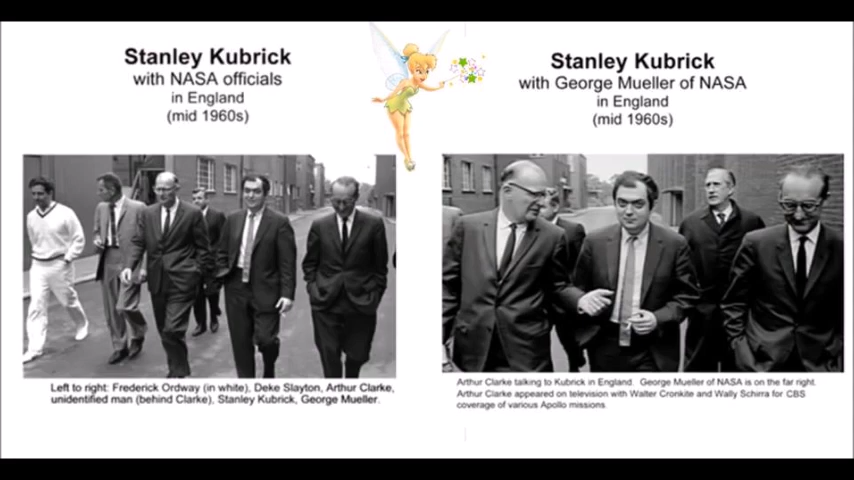 Stanley Kubrick
with NASA officials
in England
(mid 1960s)
Left to right: Frederick Ordway (in white), Deke Slayton, Arthur Clarke,
unidentified man (behind Clarke), Stanley Kubrick, George Mueller.
Stanley Kubrick
with George Mueller of NASA
in England
(mid 1960s)
Arthur Clarke talking to Kubrick in England. George Mueller of NASA is on the far right.
Arthur Clarke appeared on television with Walter Cronkite and Wally Schirra for CBS
coverage of various Apollo missions.